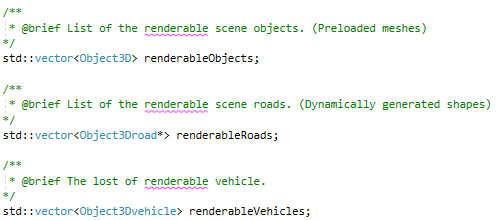 /**
* @brief List of the renderable scene objects. (Preloaded meshes)
*/
std::vector<Object3D> renderableObjects;
/**
* @brief List of the renderable scene roads. (Dynamically generated shapes)
*/
std::vector<Object3Droad*> renderableRoads;
/**
* @brief The lost of renderable vehicle.
*/
std::vector<Object3Dvehicle> renderableVehicles;